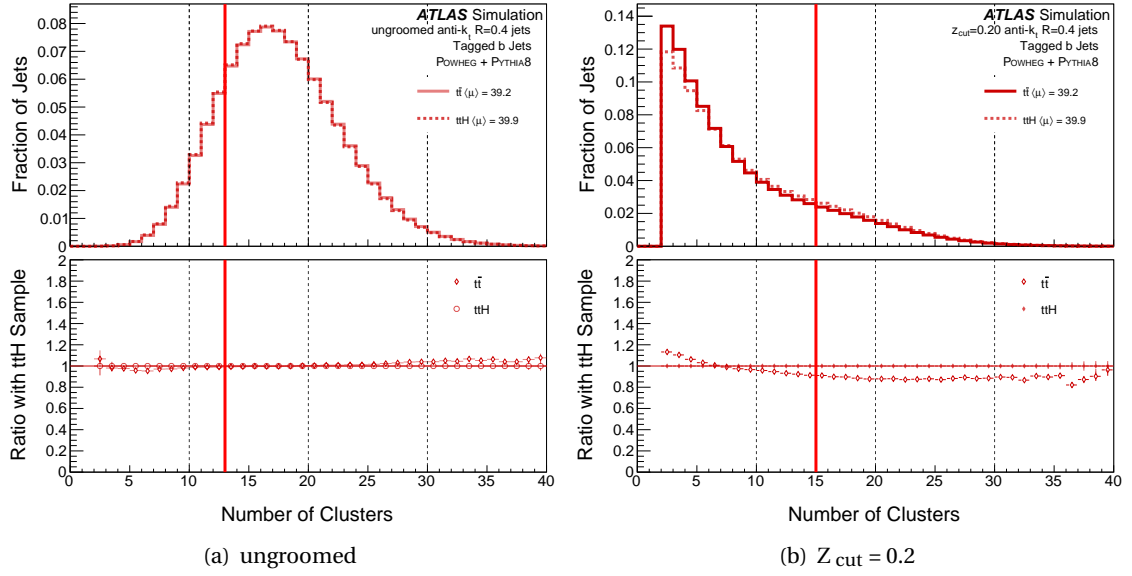 ATLAS Simulation
ungroomed anti-kt R=0.4 jets
Tagged b Jets
POWHEG + PYTHIA8
tt̄ ⟨μ⟩ = 39.2
ttH ⟨μ⟩ = 39.9
Fraction of Jets
0.08
0.07
0.06
0.05
0.04
0.03
0.02
0.01
0
Ratio with ttH Sample
2
1.8
1.6
1.4
1.2
1
0.8
0.6
0.4
0.2
0
tt̄
ttH
0 5 10 15 20 25 30 35 40
Number of Clusters
(a) ungroomed
ATLAS Simulation
zcut=0.20 anti-kt R=0.4 jets
Tagged b Jets
POWHEG + PYTHIA8
tt̄ ⟨μ⟩ = 39.2
ttH ⟨μ⟩ = 39.9
Fraction of Jets
0.14
0.12
0.1
0.08
0.06
0.04
0.02
0
Ratio with ttH Sample
2
1.8
1.6
1.4
1.2
1
0.8
0.6
0.4
0.2
0
tt̄
ttH
0 5 10 15 20 25 30 35 40
Number of Clusters
(b) Z cut = 0.2